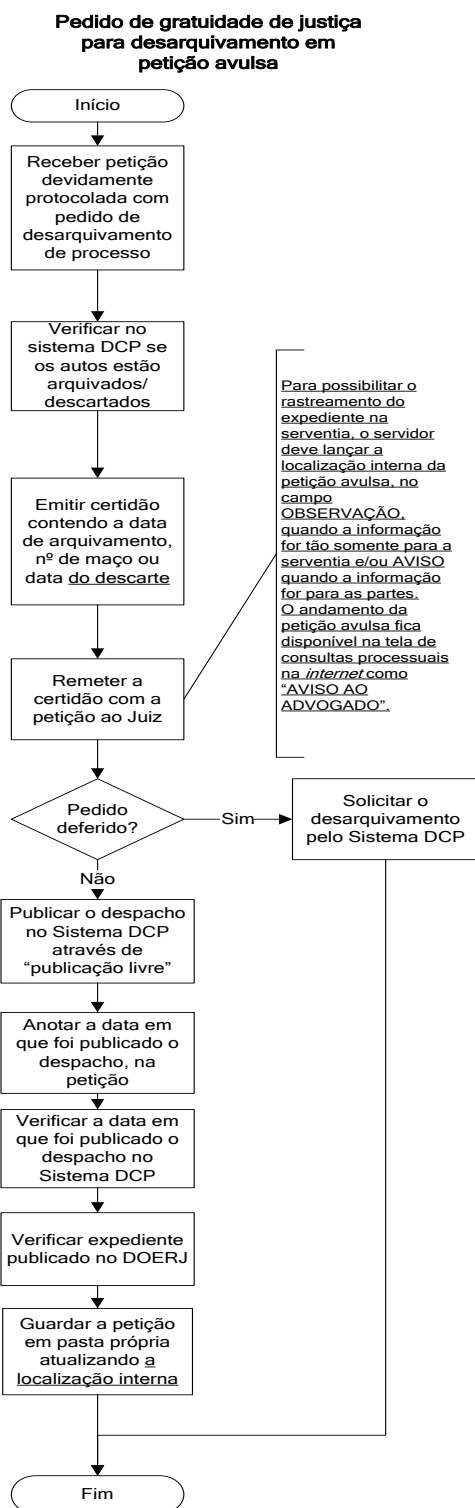 Pedido de gratuidade de justiça
para desarquivamento em
petição avulsa
Início
Receber petição
devidamente
protocolada com
pedido de
desarquivamento
de processo
Verificar no
sistema DCP se
os autos estão
arquivados/
descartados
Emitir certidão
contendo a data
de arquivamento,
nº de maço ou
data do descarte
Remeter a
certidão com a
petição ao Juiz
Para possibilitar o
rastreamento do
expediente na
serventia, o servidor
deve lançar a
localização interna da
petição avulsa, no
campo
OBSERVAÇÃO,
quando a informação
for tão somente para a
serventia e/ou AVISO
quando a informação
for para as partes.
O andamento da
petição avulsa fica
disponível na tela de
consultas processuais
na internet como
“AVISO AO
ADVOGADO”.
Pedido
deferido?
Sim
Solicitar o
desarquivamento
pelo Sistema DCP
Não
Publicar o despacho
no Sistema DCP
através de
“publicação livre”
Anotar a data em
que foi publicado o
despacho, na
petição
Verificar a data em
que foi publicado o
despacho no
Sistema DCP
Verificar expediente
publicado no DOERJ
Guardar a petição
em pasta própria
atualizando a
localização interna
Fim